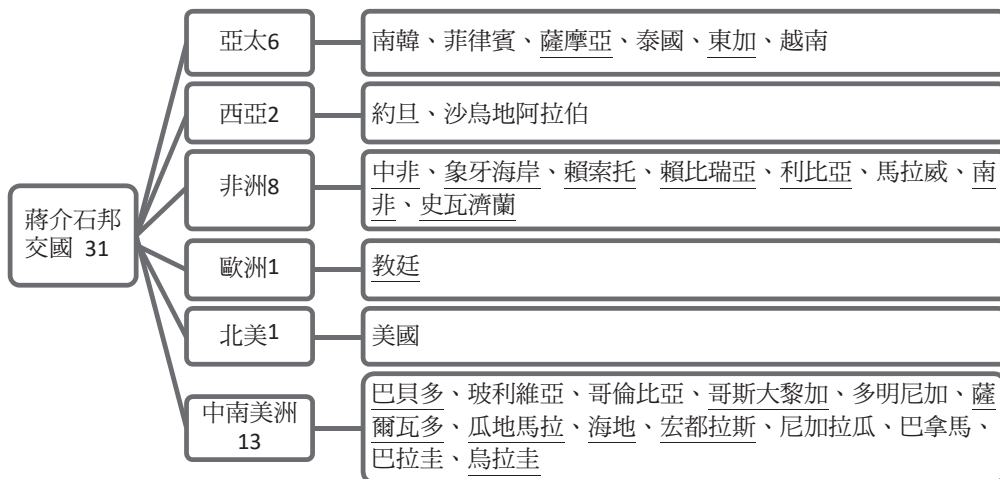 蔣介石邦
交國 31
亞太6
南韓、菲律賓、薩摩亞、泰國、東加、越南
西亞2
約旦、沙烏地阿拉伯
非洲8
中非、象牙海岸、賴索托、賴比瑞亞、利比亞、馬拉威、南
非、史瓦濟蘭
歐洲1
教廷
北美1
美國
中南美洲
13
巴貝多、玻利維亞、哥倫比亞、哥斯大黎加、多明尼加、薩
爾瓦多、瓜地馬拉、海地、宏都拉斯、尼加拉瓜、巴拿馬、
巴拉圭、烏拉圭